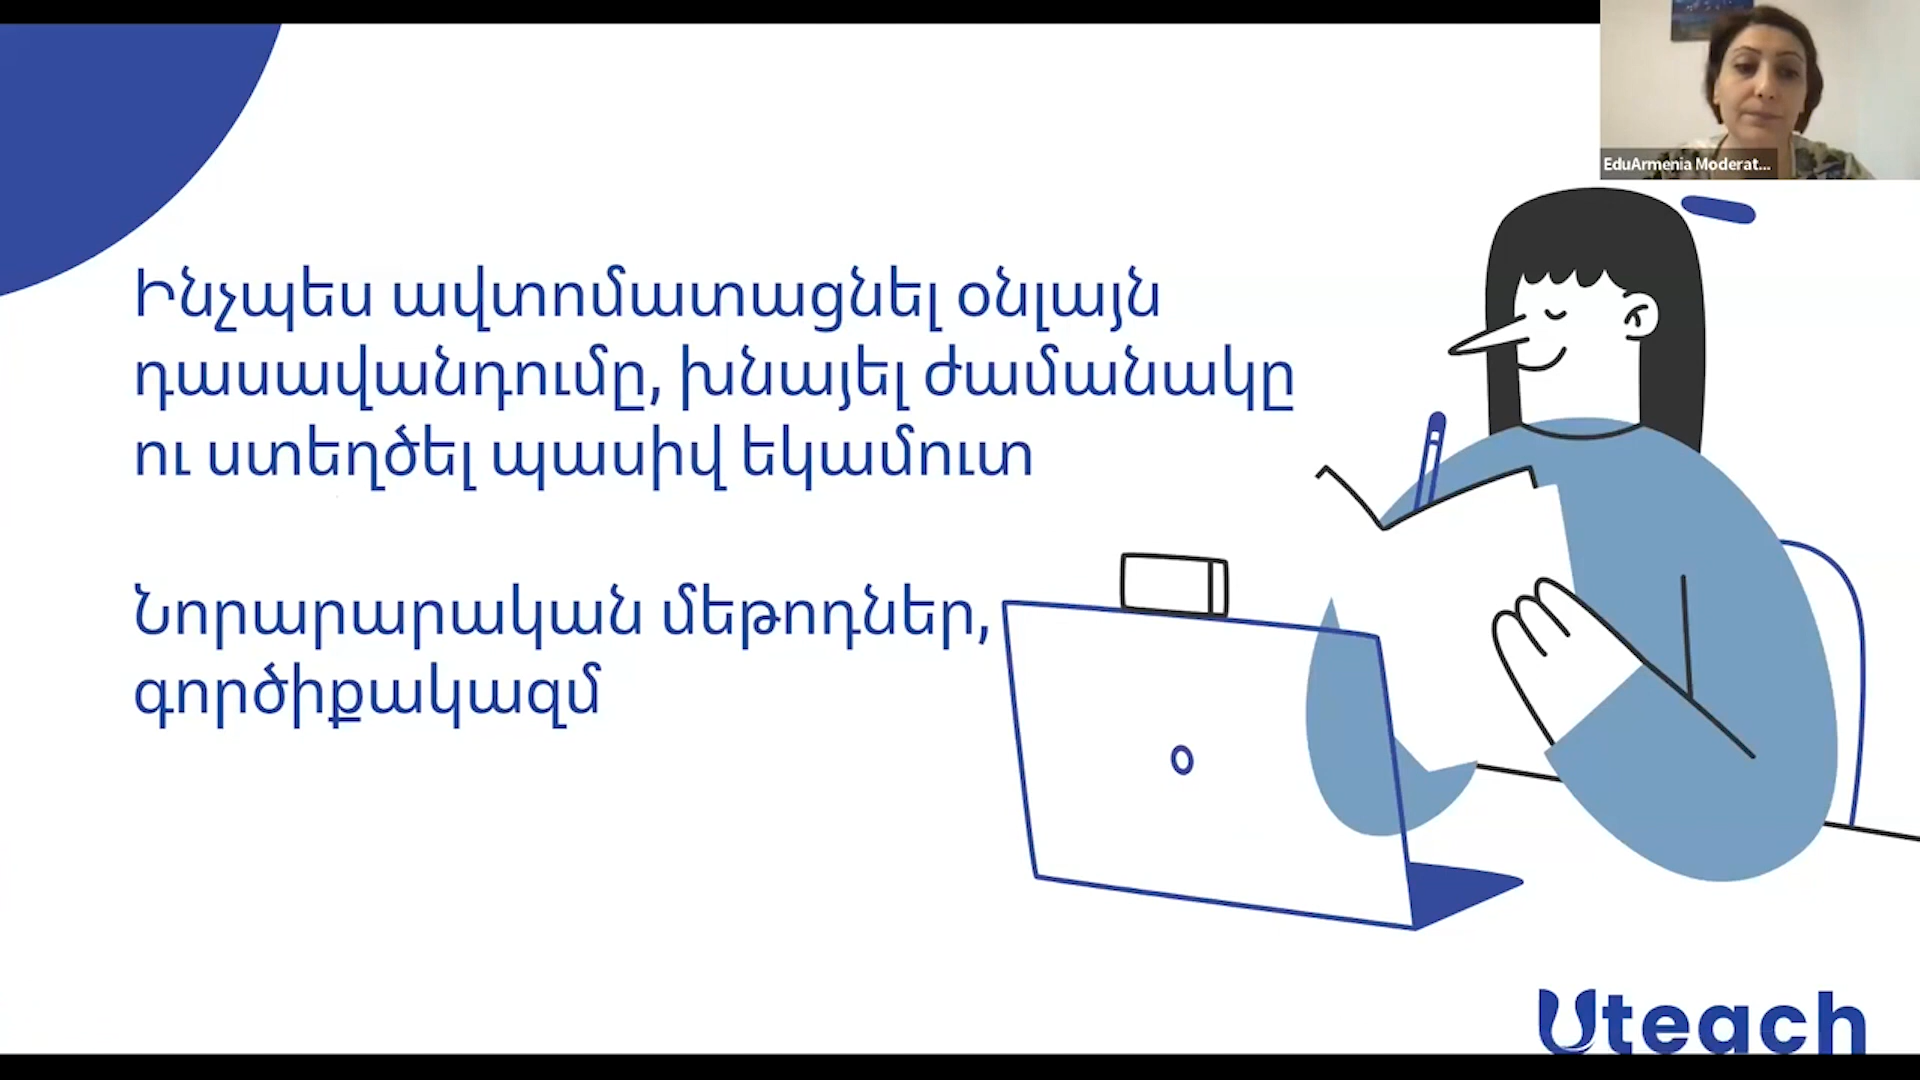 EduArmenia Moderat...
Ինչպես ավտոմատացնել օնլայն
դասավանդումը, խնայել ժամանակը
ու ստեղծել պասիվ եկամուտ
Նորարարական մեթոդներ,
գործիքակազմ
Uteach